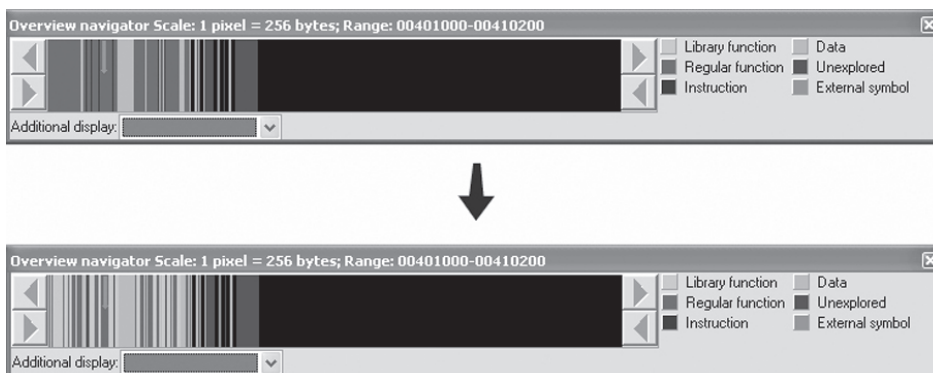 Overview navigator Scale: 1 pixel = 256 bytes; Range: 00401000-00410200
Library function Data
Regular function Unexplored
Instruction External symbol
Additional display:
Overview navigator Scale: 1 pixel = 256 bytes; Range: 00401000-00410200
Library function Data
Regular function Unexplored
Instruction External symbol
Additional display: